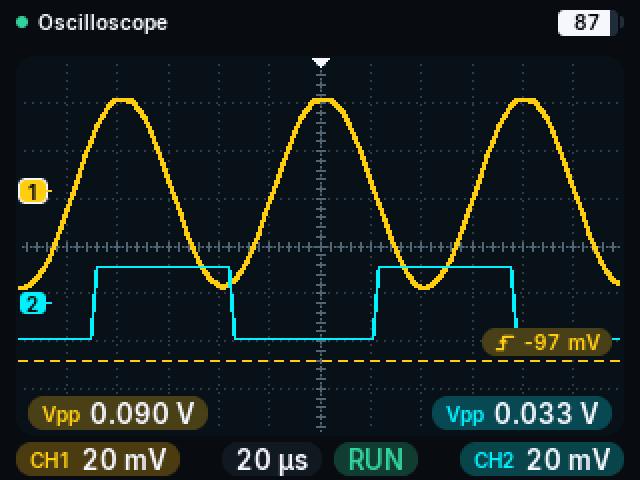 Oscilloscope
87
1
2
-97 mV
Vpp 0.090 V
Vpp 0.033 V
CH1 20 mV
20 µs
RUN
CH2 20 mV